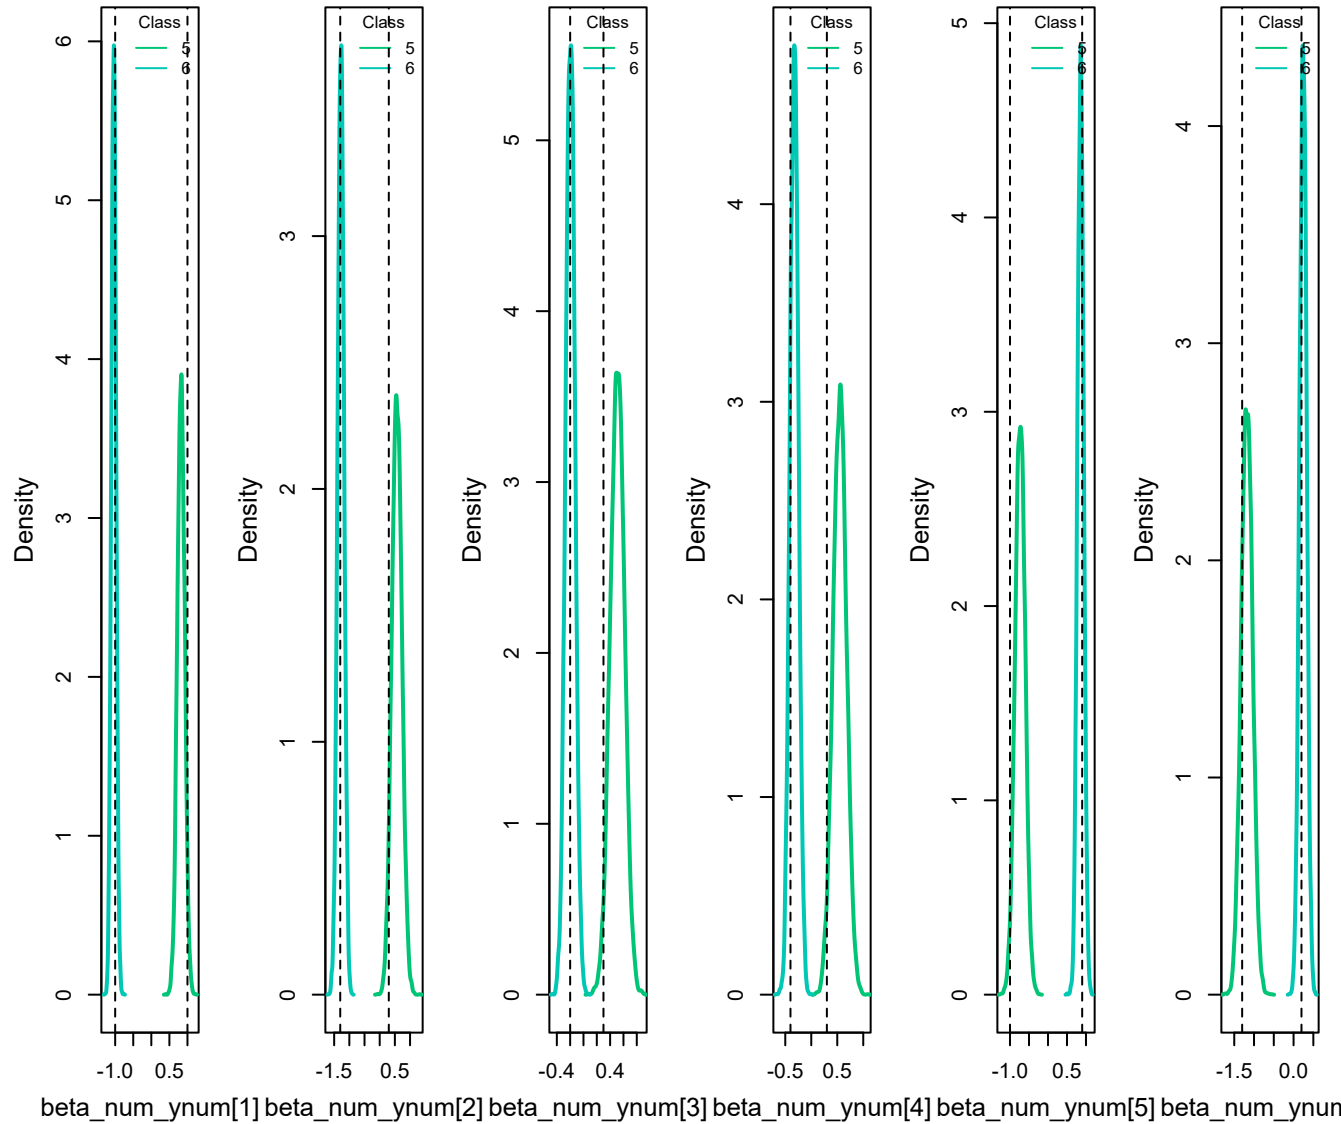 Class
5
6
6
5
4
3
2
1
0
Density
-1.0 0.5
beta_num_ynum[1]
Class
5
6
3
2
1
0
Density
-1.5 0.5
beta_num_ynum[2]
Class
5
6
5
4
3
2
1
0
Density
-0.4 0.4
beta_num_ynum[3]
Class
5
6
4
3
2
1
0
Density
-0.5 0.5
beta_num_ynum[4]
Class
5
6
5
4
3
2
1
0
Density
-1.0 0.5
beta_num_ynum[5]
Class
5
6
4
3
2
1
0
Density
-1.5 0.0
beta_num_ynum